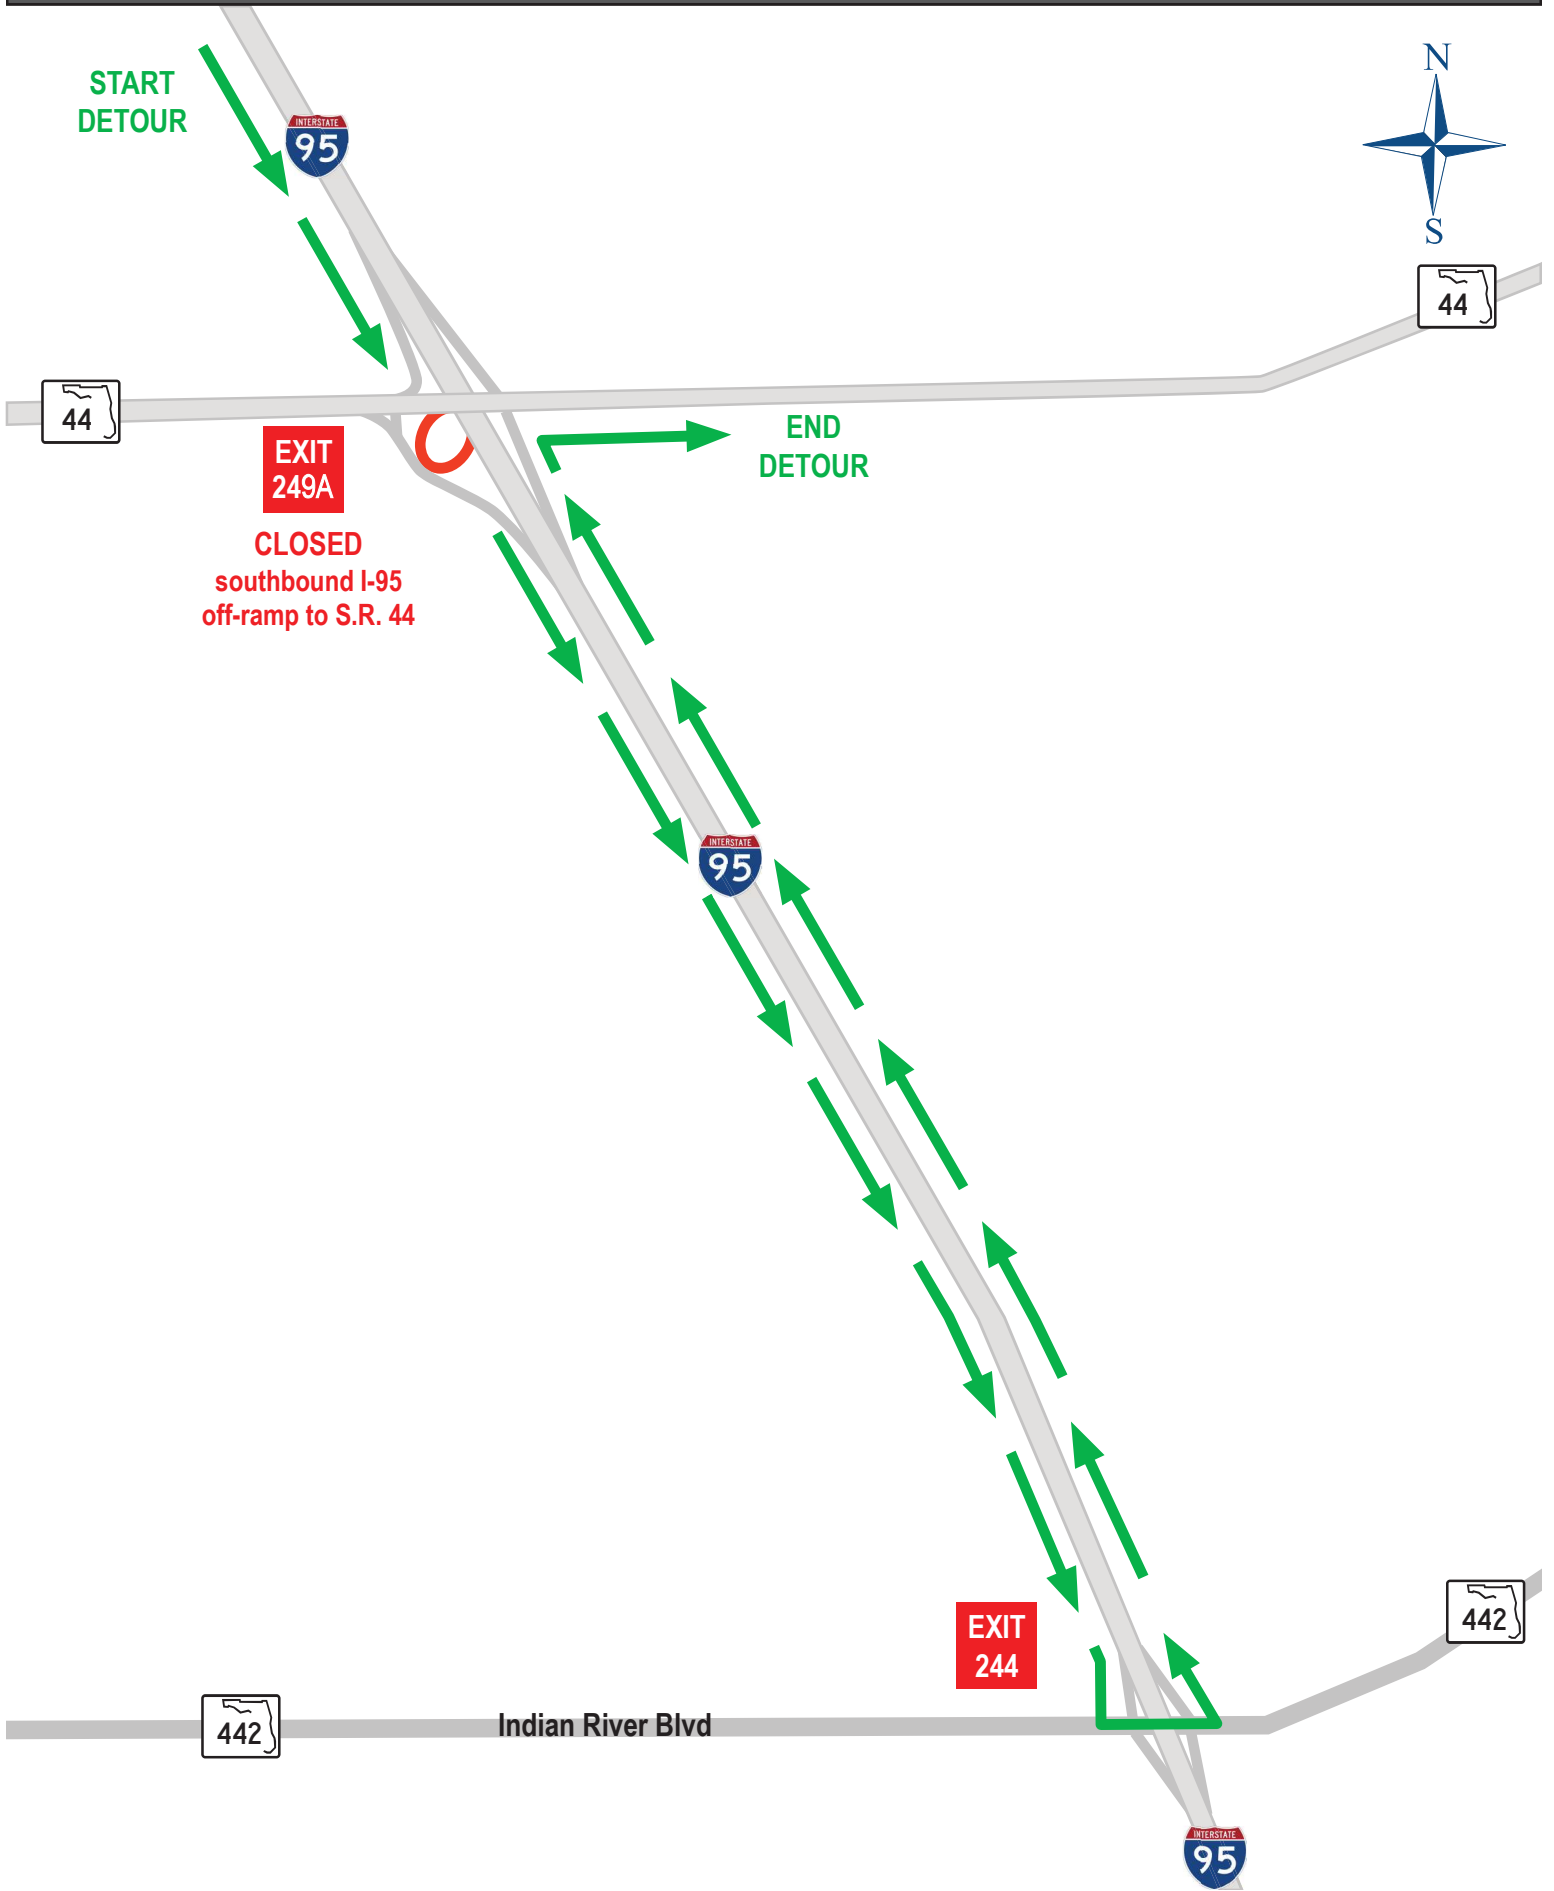 START
DETOUR
INTERSTATE
95
N
S
44
44
EXIT
249A
CLOSED
southbound I-95
off-ramp to S.R. 44
END
DETOUR
INTERSTATE
95
EXIT
244
442
442
Indian River Blvd
INTERSTATE
95